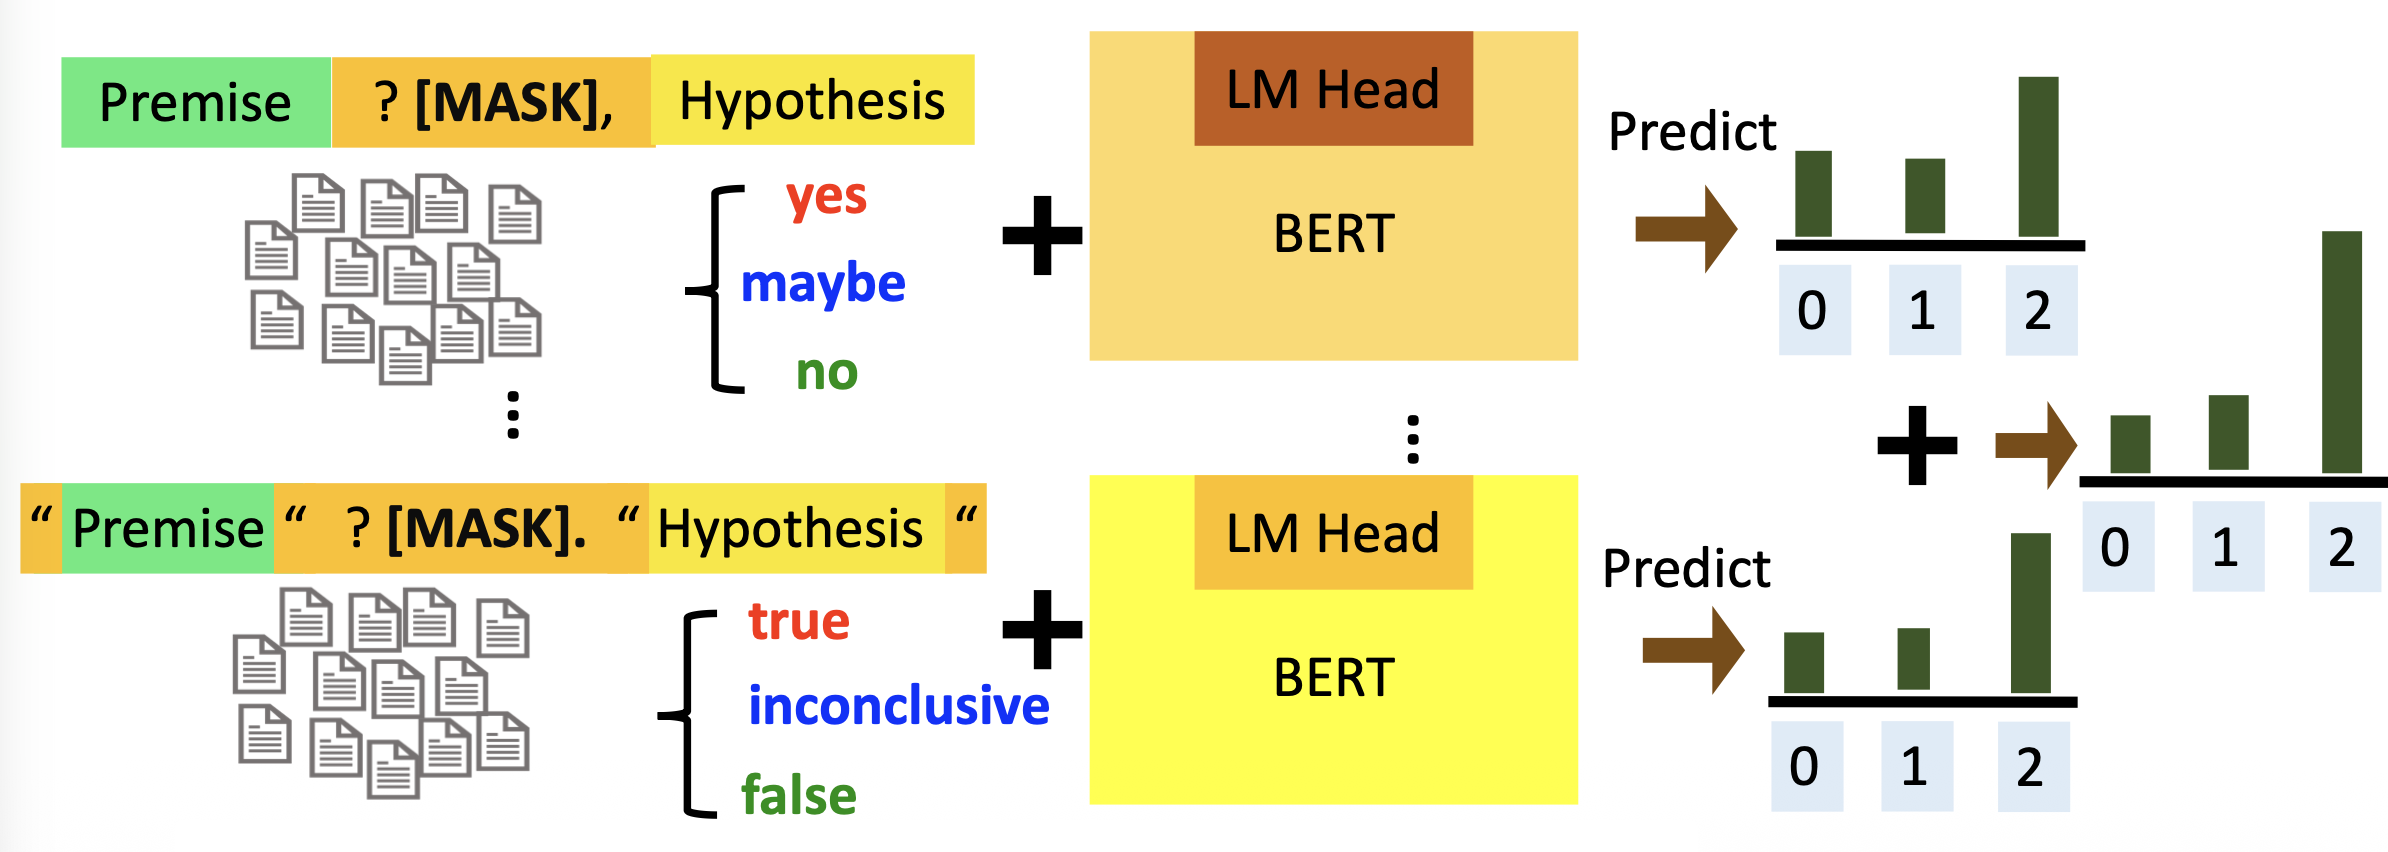 Premise ? [MASK], Hypothesis
yes
maybe
no
LM Head
BERT
Predict
0 1 2
“ Premise “ ? [MASK]. “ Hypothesis “
true
inconclusive
false
LM Head
BERT
Predict
0 1 2
0 1 2